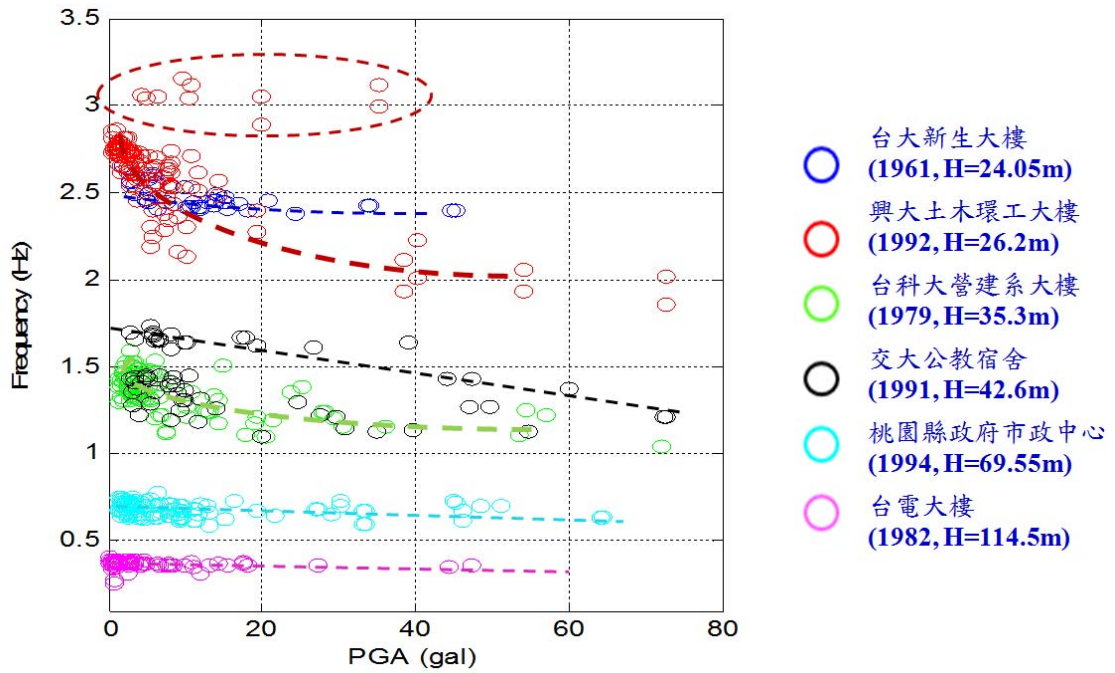 3.5
3
2.5
2
1.5
1
0.5
0
20
40
60
80
Frequency (Hz)
PGA (gal)
台大新生大樓
(1961, H=24.05m)
興大土木環工大樓
(1992, H=26.2m)
台科大營建系大樓
(1979, H=35.3m)
交大公教宿舍
(1991, H=42.6m)
桃園縣政府市政中心
(1994, H=69.55m)
台電大樓
(1982, H=114.5m)